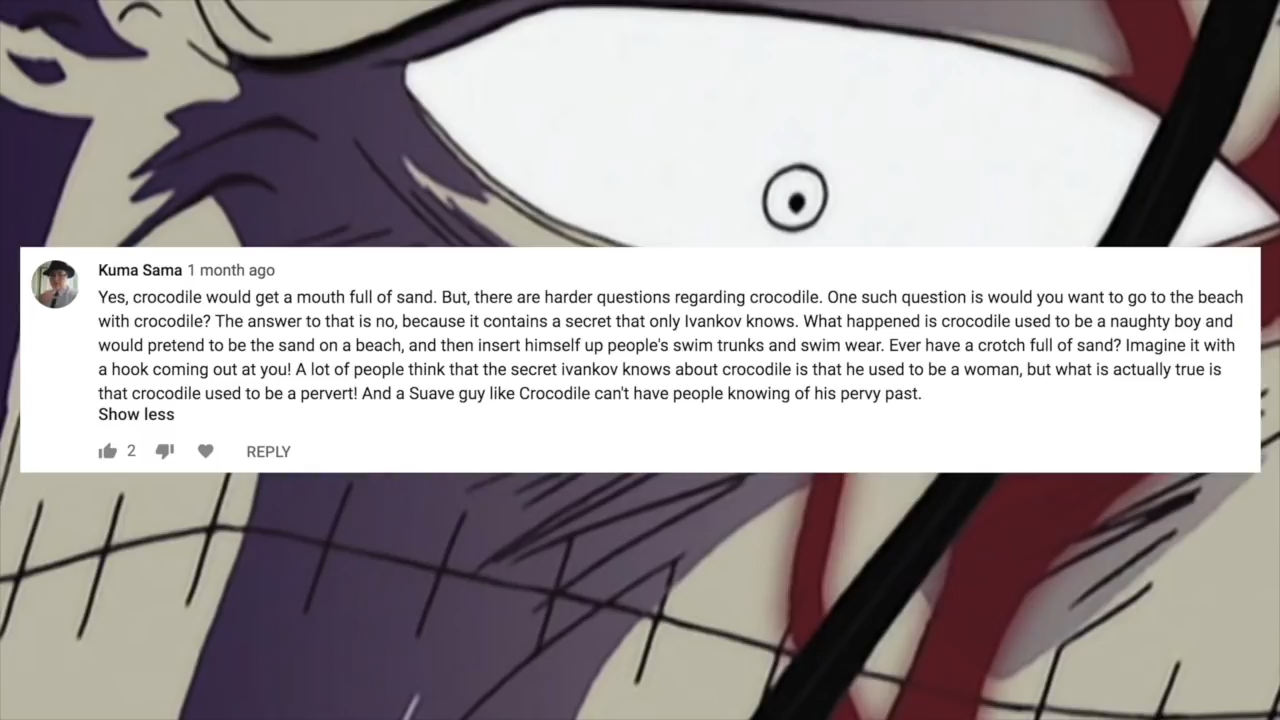 Kuma Sama 1 month ago
Yes, crocodile would get a mouth full of sand. But, there are harder questions regarding crocodile. One such question is would you want to go to the beach
with crocodile? The answer to that is no, because it contains a secret that only Ivankov knows. What happened is crocodile used to be a naughty boy and
would pretend to be the sand on a beach, and then insert himself up people's swim trunks and swim wear. Ever have a crotch full of sand? Imagine it with
a hook coming out at you! A lot of people think that the secret ivankov knows about crocodile is that he used to be a woman, but what is actually true is
that crocodile used to be a pervert! And a Suave guy like Crocodile can't have people knowing of his pervy past.
Show less
2 REPLY